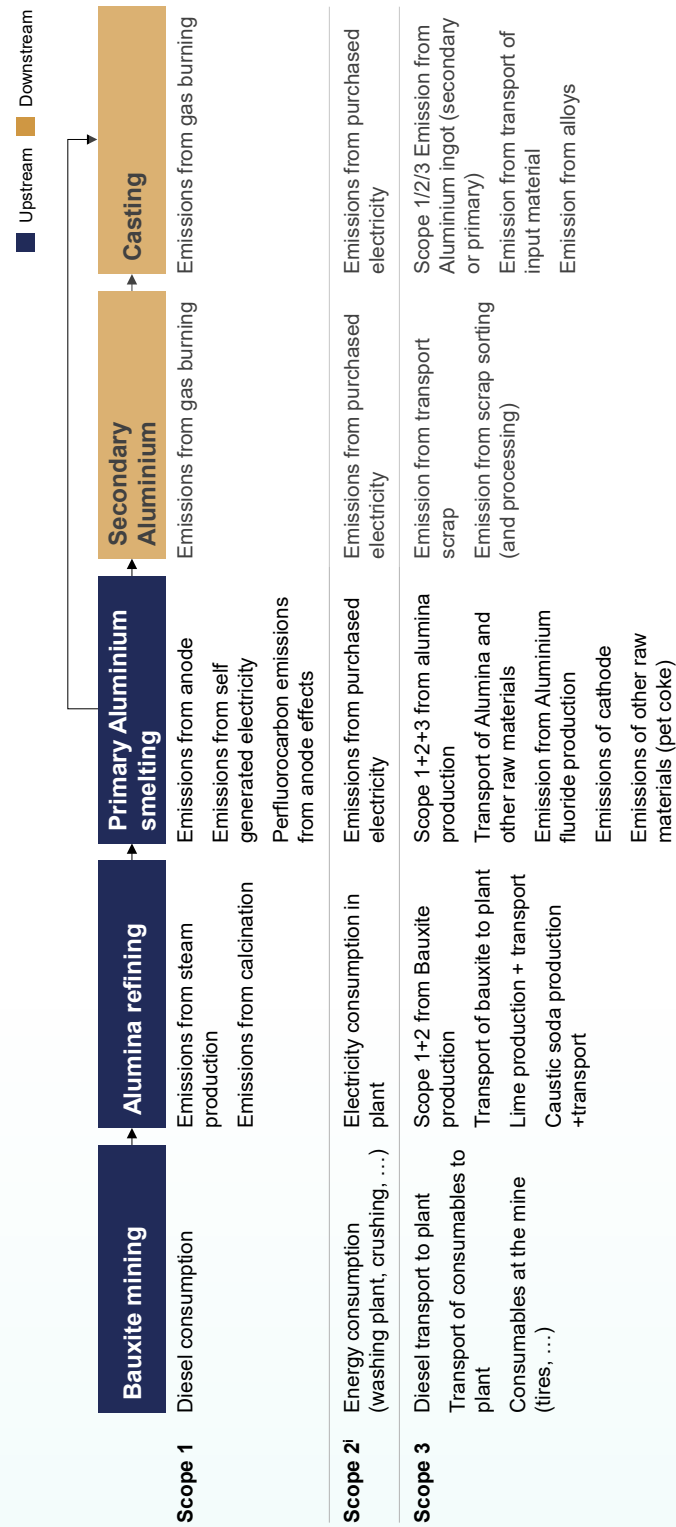 Upstream
Downstream
Bauxite mining
Alumina refining
Primary Aluminium
smelting
Secondary
Aluminium
Casting
Scope 1
Diesel consumption
Emissions from steam
production
Emissions from calcination
Emissions from anode
Emissions from self
generated electricity
Perfluorocarbon emissions
from anode effects
Emissions from gas burning
Emissions from gas burning
Scope 2ⁱ
Energy consumption
(washing plant, crushing, …)
Electricity consumption in
plant
Emissions from purchased
electricity
Emissions from purchased
electricity
Emissions from purchased
electricity
Scope 3
Diesel transport to plant
Transport of consumables to
plant
Consumables at the mine
(tires, …)
Scope 1+2 from Bauxite
production
Transport of bauxite to plant
Lime production + transport
Caustic soda production
+transport
Scope 1+2+3 from alumina
production
Transport of Alumina and
other raw materials
Emission from Aluminium
fluoride production
Emissions of cathode
Emissions of other raw
materials (pet coke)
Emission from transport
scrap
Emission from scrap sorting
(and processing)
Scope 1/2/3 Emission from
Aluminium ingot (secondary
or primary)
Emission from transport of
input material
Emission from alloys